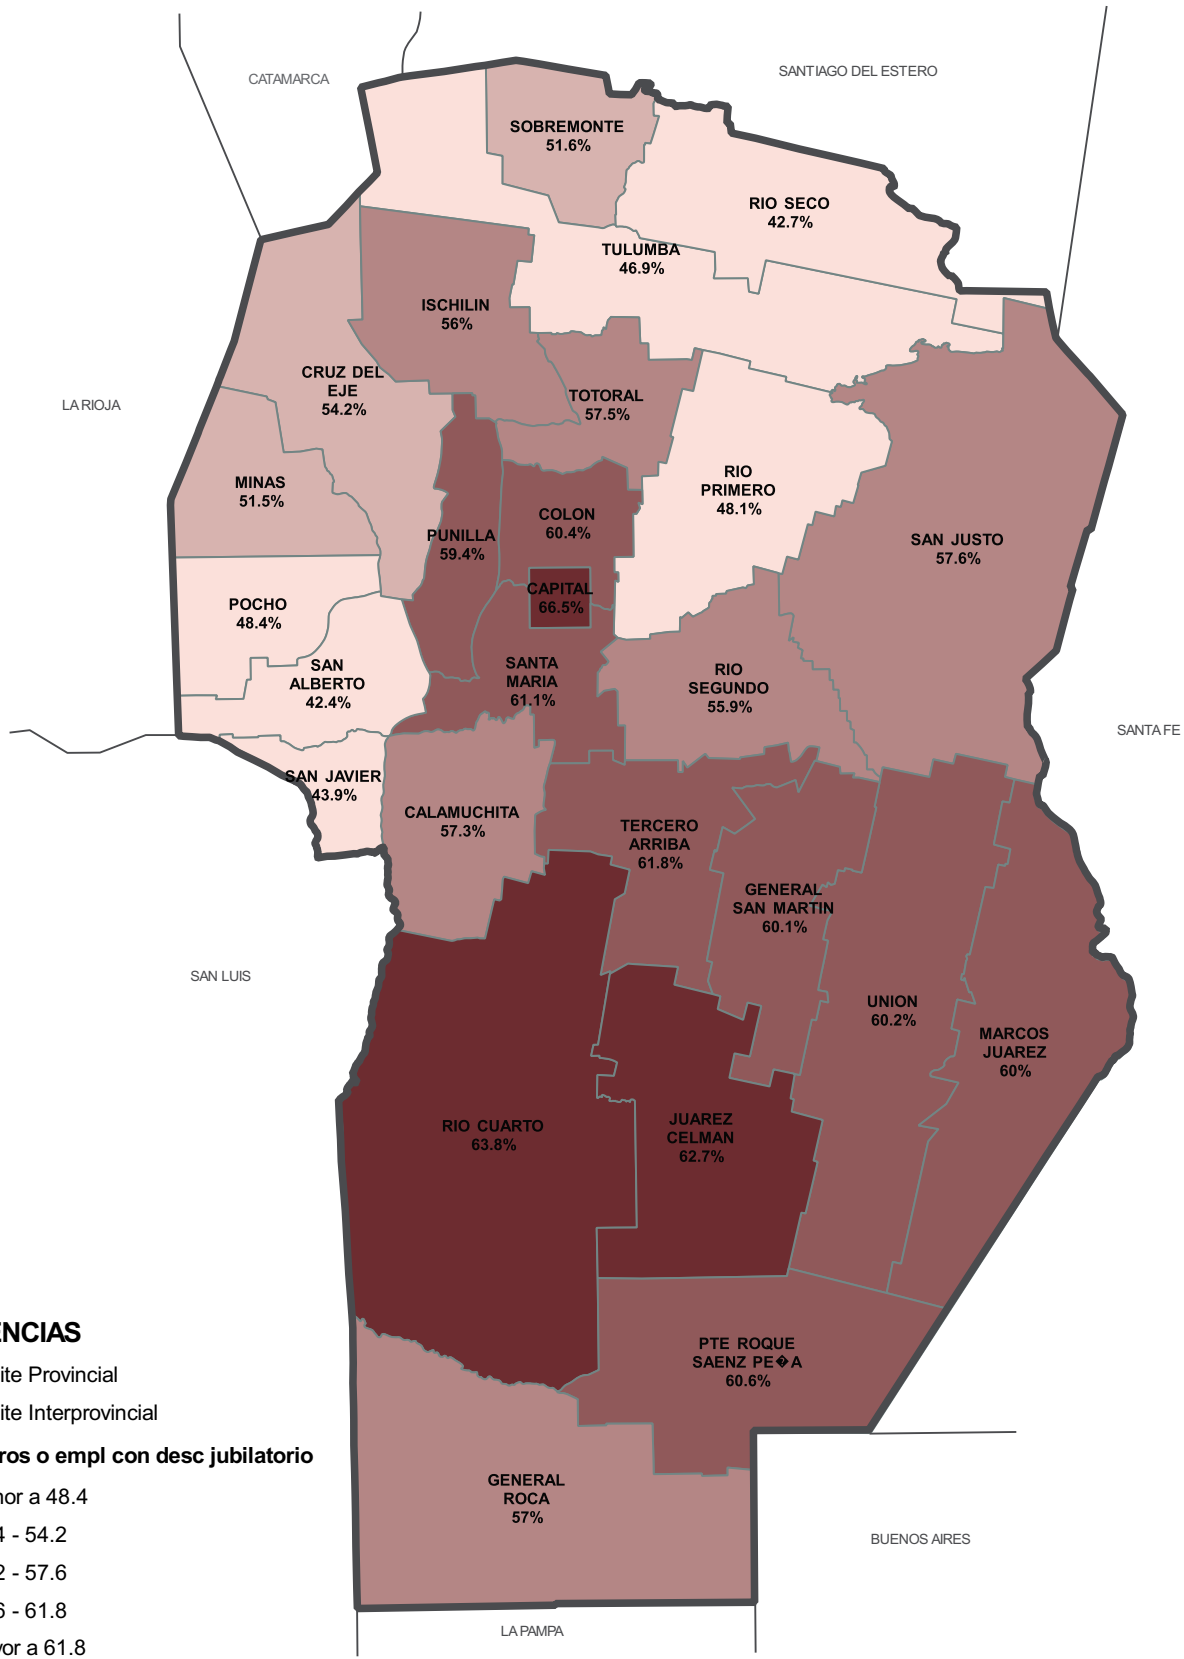 CATAMARCA
SANTIAGO DEL ESTERO
SOBREMONTE
51.6%
RIO SECO
42.7%
TULUMBA
46.9%
ISCHILIN
56%
CRUZ DEL
EJE
54.2%
TOTORAL
57.5%
LA RIOJA
MINAS
51.5%
RIO
PRIMERO
48.1%
COLON
60.4%
PUNILLA
59.4%
SAN JUSTO
57.6%
CAPITAL
66.5%
POCHO
48.4%
SAN
ALBERTO
42.4%
SANTA
MARIA
61.1%
RIO
SEGUNDO
55.9%
SANTA FE
SAN JAVIER
43.9%
CALAMUCHITA
57.3%
TERCERO
ARRIBA
61.8%
GENERAL
SAN MARTIN
60.1%
SAN LUIS
UNION
60.2%
MARCOS
JUAREZ
60%
RIO CUARTO
63.8%
JUAREZ
CELMAN
62.7%
PTE ROQUE
SAENZ PE�A
60.6%
GENERAL
ROCA
57%
BUENOS AIRES
LA PAMPA
ENCIAS
ite Provincial
ite Interprovincial
ros o empl con desc jubilatorio
nor a 48.4
4 - 54.2
2 - 57.6
6 - 61.8
yor a 61.8